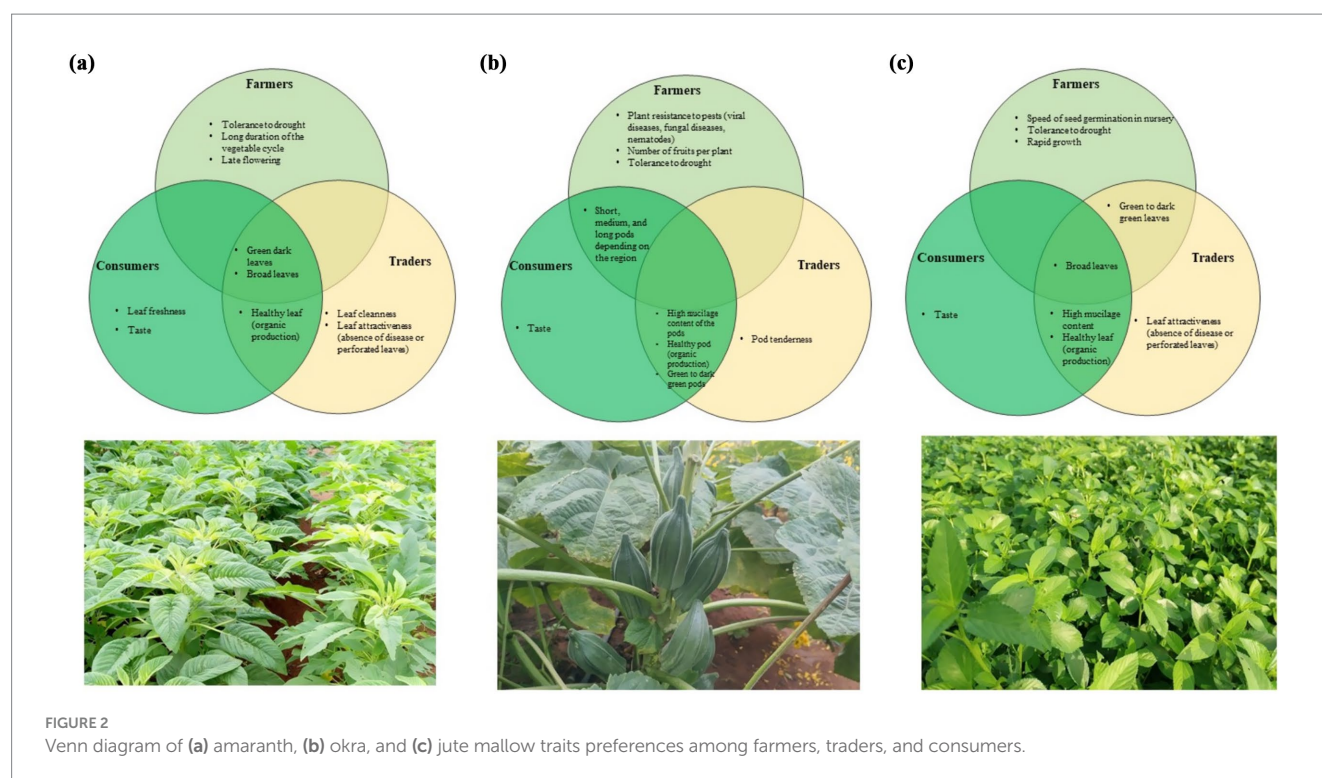 (a)
Farmers
• Tolerance to drought
• Long duration of the
vegetable cycle
• Late flowering
Consumers
• Green dark
leaves
• Broad leaves
Traders
• Leaf freshness
• Taste
• Healthy leaf
(organic
production)
• Leaf cleanness
• Leaf attractiveness
(absence of disease or
perforated leaves)
(b)
Farmers
• Plant resistance to pests (viral
diseases, fungal diseases,
nematodes)
• Number of fruits per plant
• Tolerance to drought
• Short,
medium, and
long pods
depending on
the region
Consumers
Traders
• Taste
• High mucilage
content of the
pods
• Healthy pod
(organic
production)
• Green to dark
green pods
• Pod tenderness
(c)
Farmers
• Speed of seed germination in nursery
• Tolerance to drought
• Rapid growth
• Green to dark
green leaves
Consumers
• Broad leaves
Traders
• Taste
• High mucilage
content
• Healthy leaf
(organic
production)
• Leaf attractiveness
(absence of disease or
perforated leaves)
FIGURE 2
Venn diagram of (a) amaranth, (b) okra, and (c) jute mallow traits preferences among farmers, traders, and consumers.